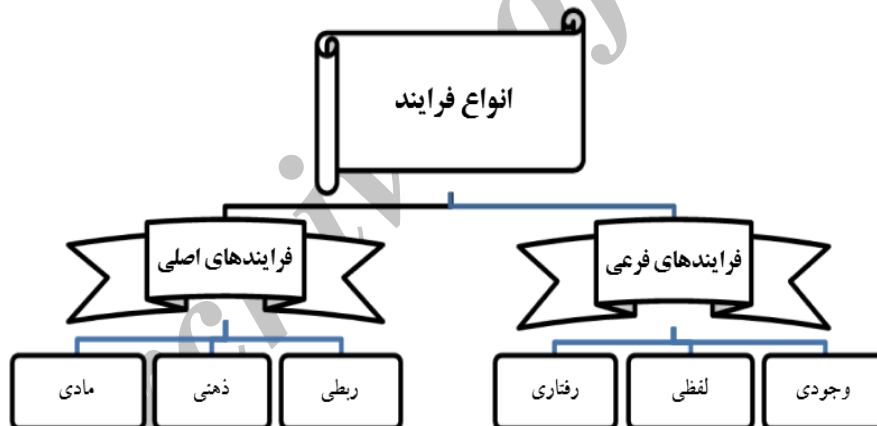 انواع فرایند
فرایندهای فرعی
فرایندهای اصلی
وجودی
لفظی
رفتاری
ربطی
ذهنی
مادی